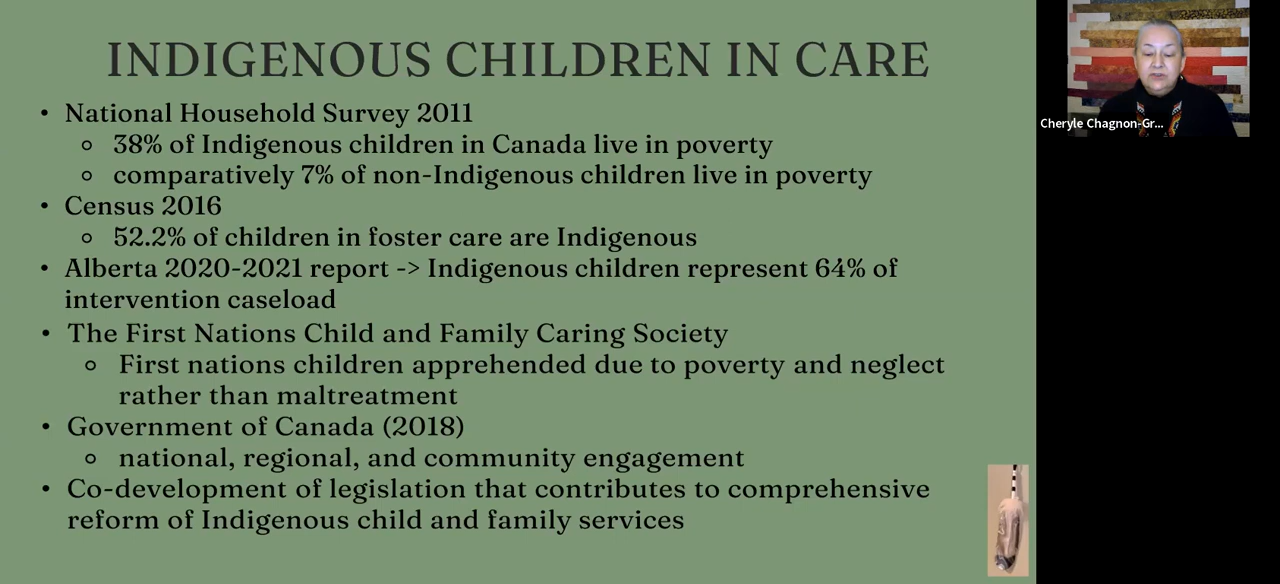 INDIGENOUS CHILDREN IN CARE
• National Household Survey 2011
○ 38% of Indigenous children in Canada live in poverty
○ comparatively 7% of non-Indigenous children live in poverty
• Census 2016
○ 52.2% of children in foster care are Indigenous
• Alberta 2020-2021 report -> Indigenous children represent 64% of
intervention caseload
• The First Nations Child and Family Caring Society
○ First nations children apprehended due to poverty and neglect
rather than maltreatment
• Government of Canada (2018)
○ national, regional, and community engagement
• Co-development of legislation that contributes to comprehensive
reform of Indigenous child and family services
Cheryle Chagnon-Gr...